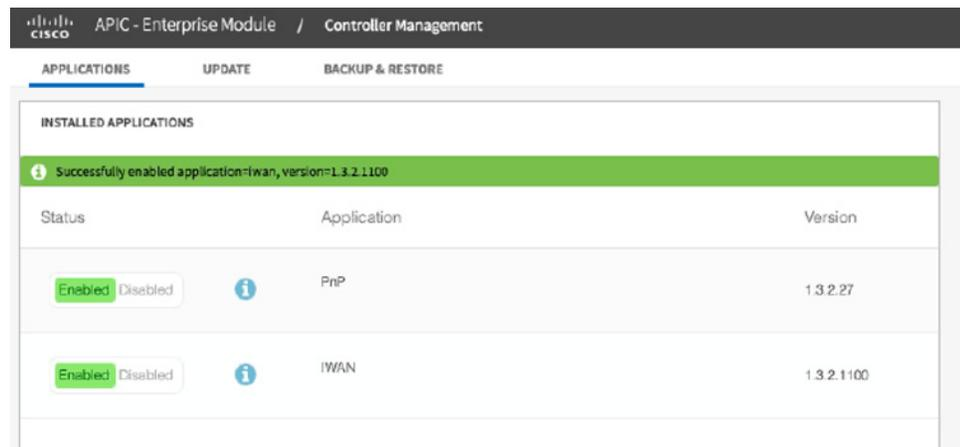 CISCO APIC - Enterprise Module / Controller Management
APPLICATIONS UPDATE BACKUP & RESTORE
INSTALLED APPLICATIONS
Successfully enabled application=iwan, version=1.3.2.1100
Status Application Version
Enabled Disabled PnP 1.3.2.27
Enabled Disabled IWAN 1.3.2.1100